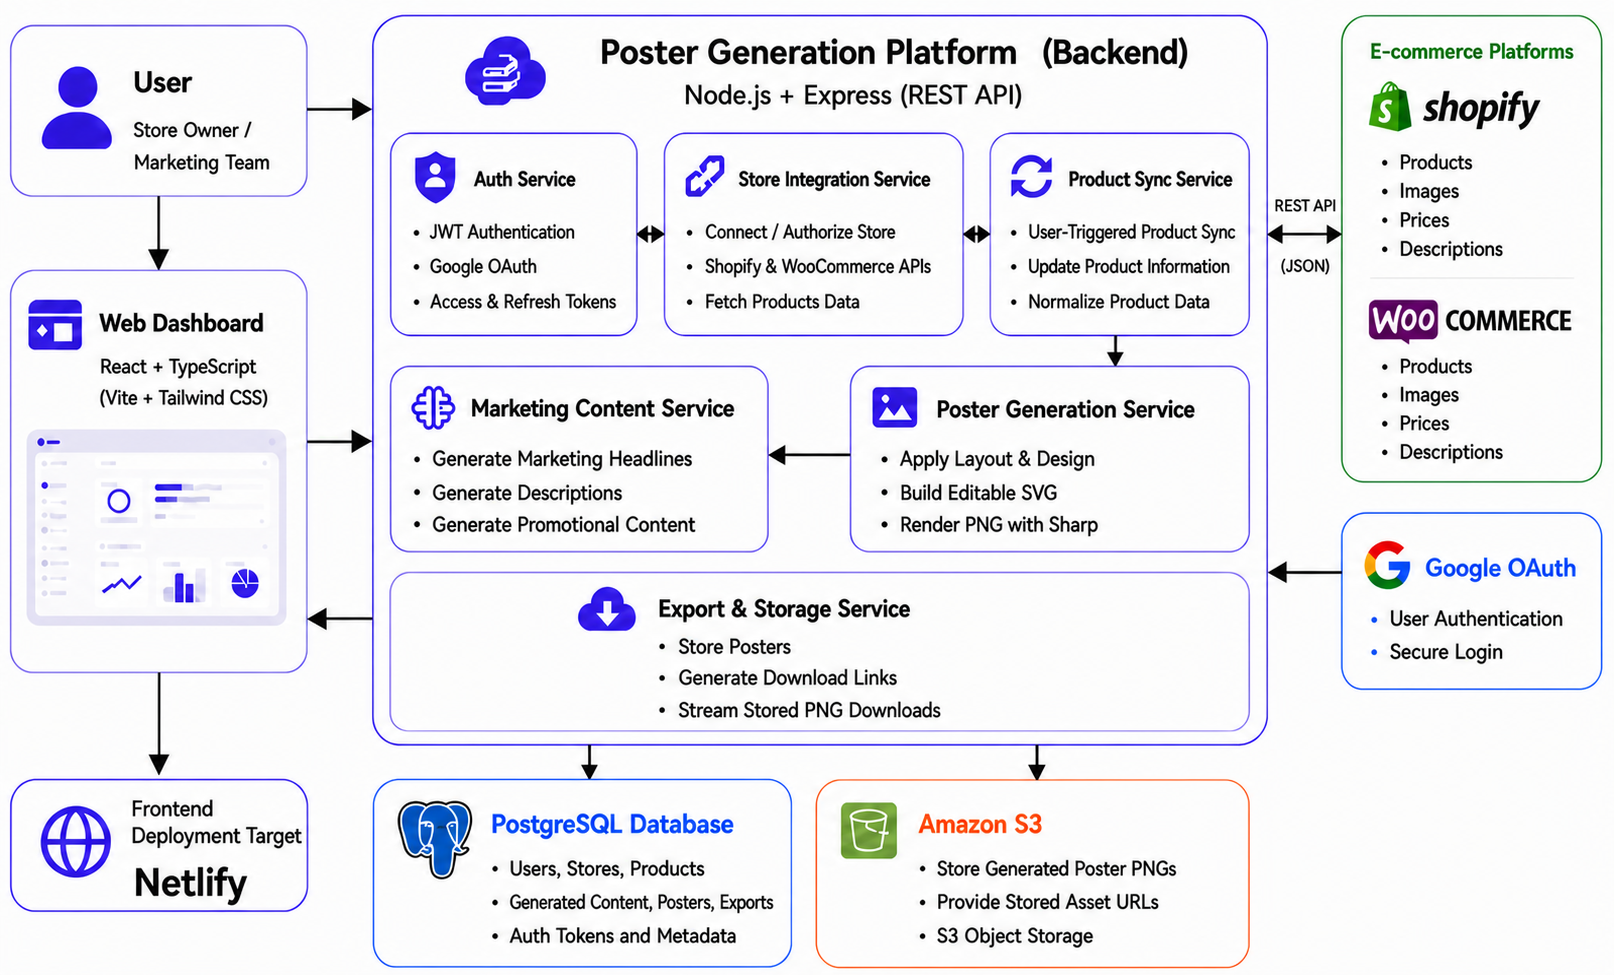 User
Store Owner /
Marketing Team
Web Dashboard
React + TypeScript
(Vite + Tailwind CSS)
Frontend
Deployment Target
Netlify
Poster Generation Platform (Backend)
Node.js + Express (REST API)
Auth Service
• JWT Authentication
• Google OAuth
• Access & Refresh Tokens
Store Integration Service
• Connect / Authorize Store
• Shopify & WooCommerce APIs
• Fetch Products Data
Product Sync Service
• User-Triggered Product Sync
• Update Product Information
• Normalize Product Data
Marketing Content Service
• Generate Marketing Headlines
• Generate Descriptions
• Generate Promotional Content
Poster Generation Service
• Apply Layout & Design
• Build Editable SVG
• Render PNG with Sharp
Export & Storage Service
• Store Posters
• Generate Download Links
• Stream Stored PNG Downloads
PostgreSQL Database
• Users, Stores, Products
• Generated Content, Posters, Exports
• Auth Tokens and Metadata
Amazon S3
• Store Generated Poster PNGs
• Provide Stored Asset URLs
• S3 Object Storage
REST API
(JSON)
E-commerce Platforms
S shopify
• Products
• Images
• Prices
• Descriptions
WOO COMMERCE
• Products
• Images
• Prices
• Descriptions
G Google OAuth
• User Authentication
• Secure Login